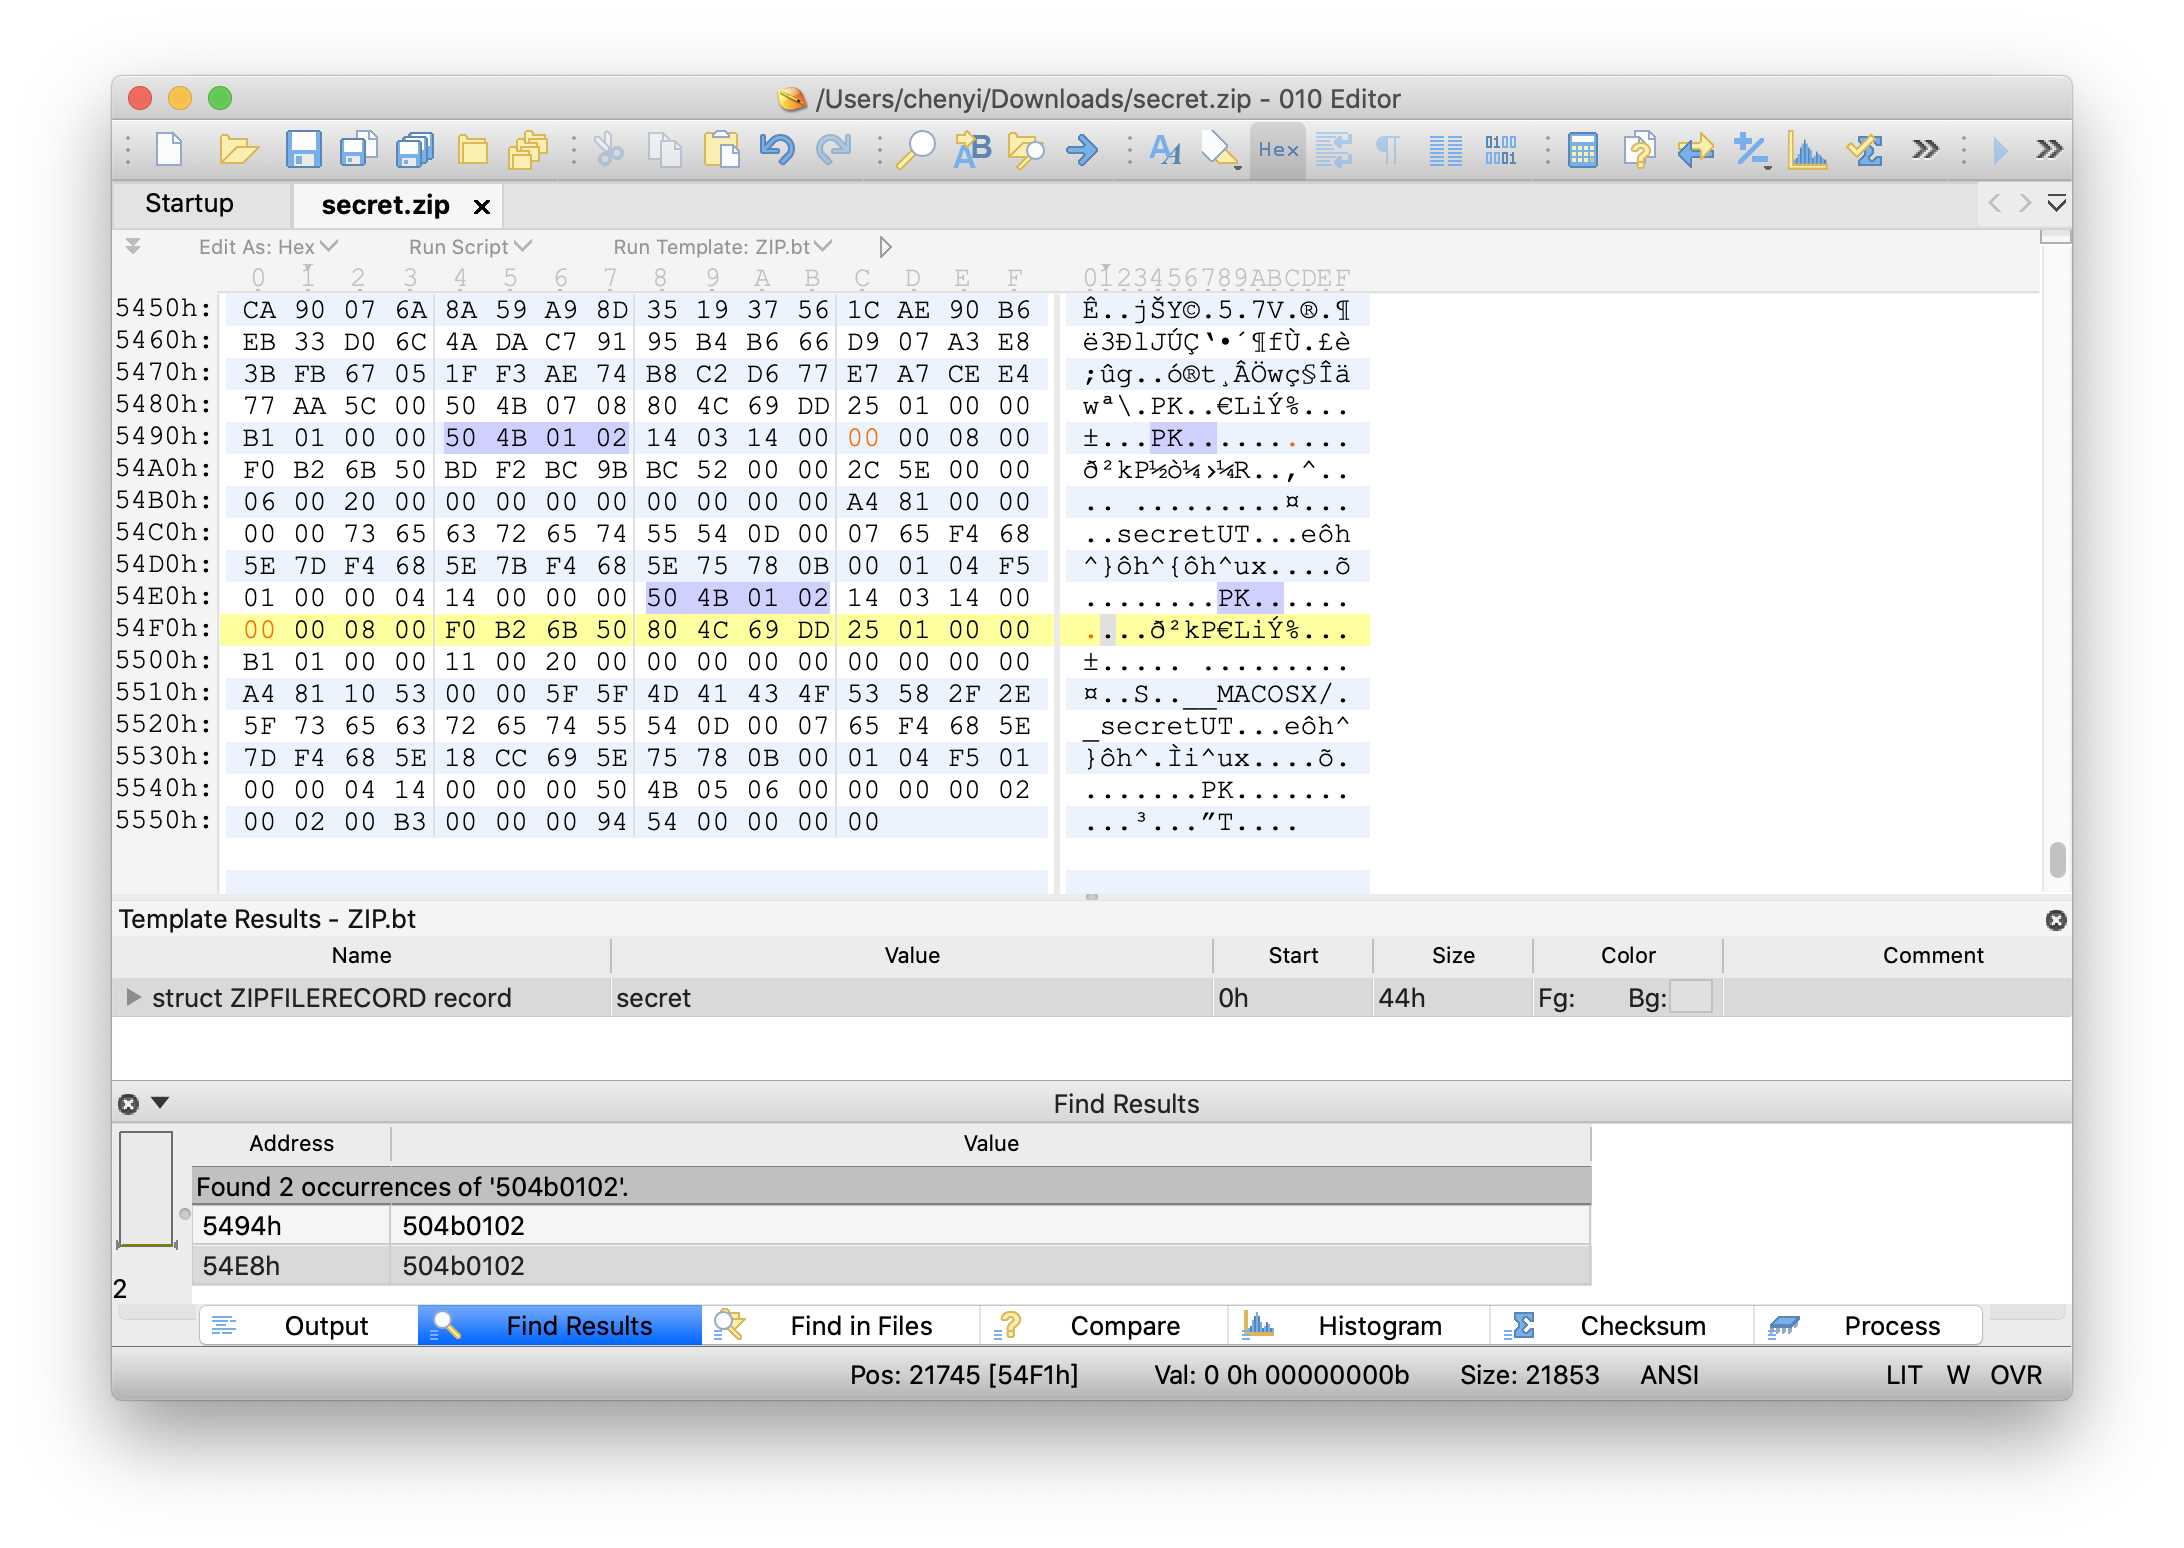 /Users/chenyi/Downloads/secret.zip - 010 Editor
Hex
0100
0001
Startup
secret.zip
Edit As: Hex Run Script Run Template: ZIP.bt
0 1 2 3 4 5 6 7 8 9 A B C D E F 0123456789ABCDEF
5450h: CA 90 07 6A 8A 59 A9 8D 35 19 37 56 1C AE 90 B6 Ê..jŠY©.5.7V.®.¶
5460h: EB 33 D0 6C 4A DA C7 91 95 B4 B6 66 D9 07 A3 E8 ë3ÐlJÚÇ‘•´¶fÙ.£è
5470h: 3B FB 67 05 1F F3 AE 74 B8 C2 D6 77 E7 A7 CE E4 ;ûg..ó®t¸ÂÖwç§Îä
5480h: 77 AA 5C 00 50 4B 07 08 80 4C 69 DD 25 01 00 00 wª\.PK..€LiÝ%...
5490h: B1 01 00 00 50 4B 01 02 14 03 14 00 00 00 08 00 ±...PK..........
54A0h: F0 B2 6B 50 BD F2 BC 9B BC 52 00 00 2C 5E 00 00 ð²kP½ò¼›¼R..,^..
54B0h: 06 00 20 00 00 00 00 00 00 00 00 00 A4 81 00 00 .. .........¤...
54C0h: 00 00 73 65 63 72 65 74 55 54 0D 00 07 65 F4 68 ..secretUT...eôh
54D0h: 5E 7D F4 68 5E 7B F4 68 5E 75 78 0B 00 01 04 F5 ^}ôh^{ôh^ux....õ
54E0h: 01 00 00 04 14 00 00 00 50 4B 01 02 14 03 14 00 ........PK......
54F0h: 00 00 08 00 F0 B2 6B 50 80 4C 69 DD 25 01 00 00 ....ð²kP€LiÝ%...
5500h: B1 01 00 00 11 00 20 00 00 00 00 00 00 00 00 00 ±..... .........
5510h: A4 81 10 53 00 00 5F 5F 4D 41 43 4F 53 58 2F 2E ¤..S..__MACOSX/.
5520h: 5F 73 65 63 72 65 74 55 54 0D 00 07 65 F4 68 5E _secretUT...eôh^
5530h: 7D F4 68 5E 18 CC 69 5E 75 78 0B 00 01 04 F5 01 }ôh^.Ìi^ux....õ.
5540h: 00 00 04 14 00 00 00 50 4B 05 06 00 00 00 00 02 .......PK.......
5550h: 00 02 00 B3 00 00 00 94 54 00 00 00 00 ...³...”T....
Template Results - ZIP.bt
Name Value Start Size Color Comment
struct ZIPFILERECORD record secret 0h 44h Fg: Bg:
Find Results
Address Value
Found 2 occurrences of '504b0102'.
5494h 504b0102
54E8h 504b0102
2
Output Find Results Find in Files Compare Histogram Checksum Process
Pos: 21745 [54F1h] Val: 0 0h 00000000b Size: 21853 ANSI LIT W OVR